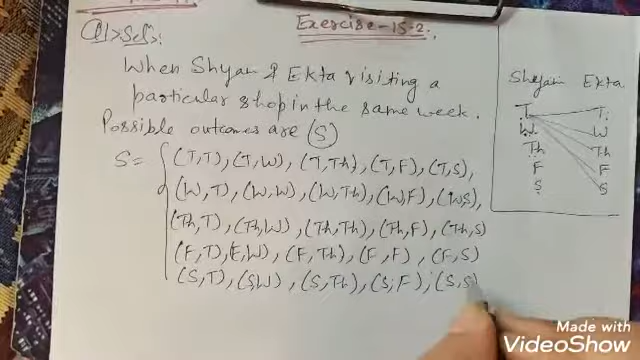 Exercise-15.2.
Q1>Sol>:
When Shyam & Ekta visiting a
particular shop in the same week.
Possible outcomes are (S)
S = { (T,T), (T,W), (T,Th), (T,F), (T,S),
(W,T), (W,W), (W,Th), (W,F), (W,S),
(Th,T), (Th,W), (Th,Th), (Th,F), (Th,S)
(F,T), (F,W), (F,Th), (F,F), (F,S)
(S,T), (S,W), (S,Th), (S,F), (S,S)
Shyam Ekta
T T
W W
Th Th
F F
S S
Made with
VideoShow